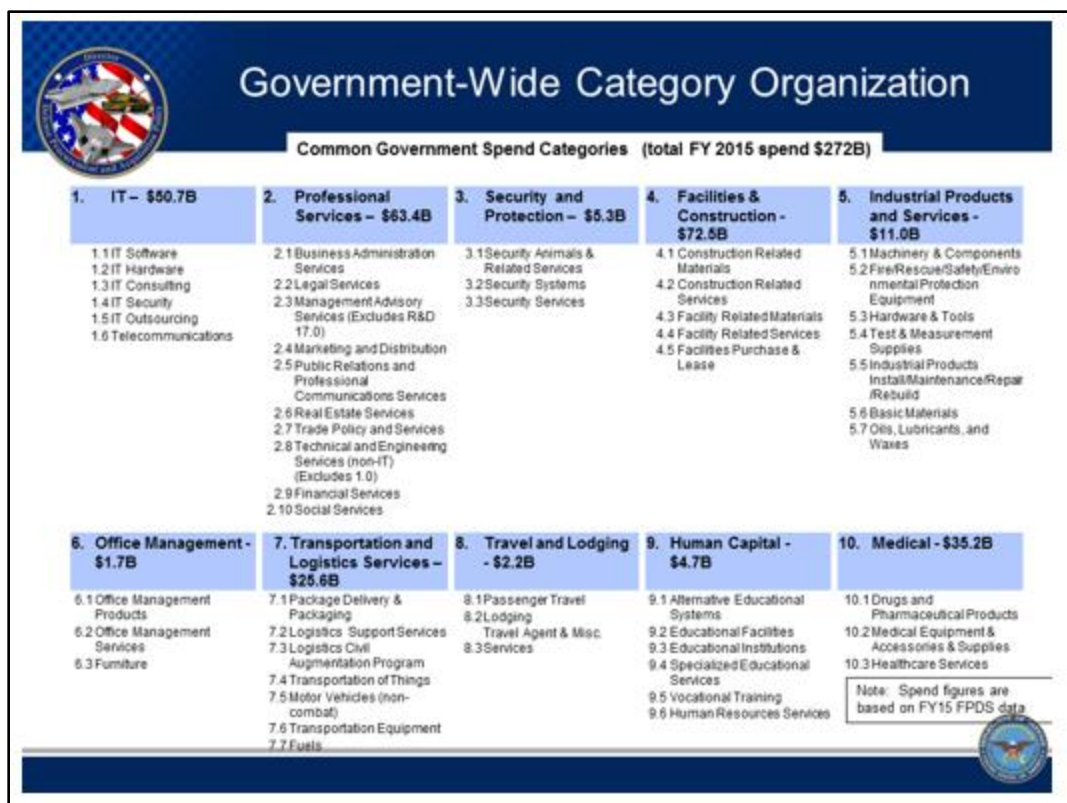 Government-Wide Category Organization
Common Government Spend Categories (total FY 2015 spend $272B)
1. IT – $50.7B
1.1 IT Software
1.2 IT Hardware
1.3 IT Consulting
1.4 IT Security
1.5 IT Outsourcing
1.6 Telecommunications
2. Professional
Services – $63.4B
2.1 Business Administration
Services
2.2 Legal Services
2.3 Management Advisory
Services (Excludes R&D
17.0)
2.4 Marketing and Distribution
2.5 Public Relations and
Professional
Communications Services
2.6 Real Estate Services
2.7 Trade Policy and Services
2.8 Technical and Engineering
Services (non-IT)
(Excludes 1.0)
2.9 Financial Services
2.10 Social Services
3. Security and
Protection – $5.3B
3.1 Security Animals &
Related Services
3.2 Security Systems
3.3 Security Services
4. Facilities &
Construction -
$72.5B
4.1 Construction Related
Materials
4.2 Construction Related
Services
4.3 Facility Related Materials
4.4 Facility Related Services
4.5 Facilities Purchase &
Lease
5. Industrial Products
and Services -
$11.0B
5.1 Machinery & Components
5.2 Fire/Rescue/Safety/Enviro
nmental Protection
Equipment
5.3 Hardware & Tools
5.4 Test & Measurement
Supplies
5.5 Industrial Products
Install/Maintenance/Repair
/Rebuild
5.6 Basic Materials
5.7 Oils, Lubricants, and
Waxes
6. Office Management -
$1.7B
6.1 Office Management
Products
6.2 Office Management
Services
6.3 Furniture
7. Transportation and
Logistics Services –
$25.6B
7.1 Package Delivery &
Packaging
7.2 Logistics Support Services
7.3 Logistics Civil
Augmentation Program
7.4 Transportation of Things
7.5 Motor Vehicles (non-
combat)
7.6 Transportation Equipment
7.7 Fuels
8. Travel and Lodging
- $2.2B
8.1 Passenger Travel
8.2 Lodging
Travel Agent & Misc.
8.3 Services
9. Human Capital -
$4.7B
9.1 Alternative Educational
Systems
9.2 Educational Facilities
9.3 Educational Institutions
9.4 Specialized Educational
Services
9.5 Vocational Training
9.6 Human Resources Services
10. Medical - $35.2B
10.1 Drugs and
Pharmaceutical Products
10.2 Medical Equipment &
Accessories & Supplies
10.3 Healthcare Services
Note: Spend figures are
based on FY15 FPDS data